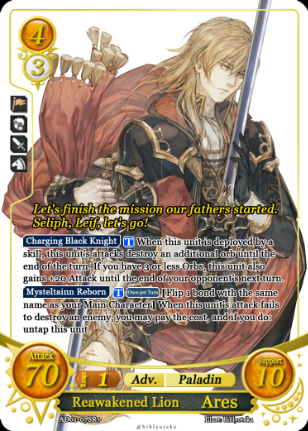 4
3
Let's finish the mission our fathers started.
Seliph, Leif, let's go!
Charging Black Knight When this unit is deployed by a
skill, this unit's attacks destroy an additional orb until
the end of the turn. If you have 3 or less Orbs, this unit also
gains +20 Attack until the end of your opponent's next turn.
Mysteltainn Reborn Once per Turn [Flip 1 bond with the same
name as your Main Character] When this unit's attack fails
to destroy an enemy, you may pay the cost, and if you do:
untap this unit.
Attack
70
1
Adv.
Paladin
Support
10
Reawakened Lion Ares
@biblyoteka